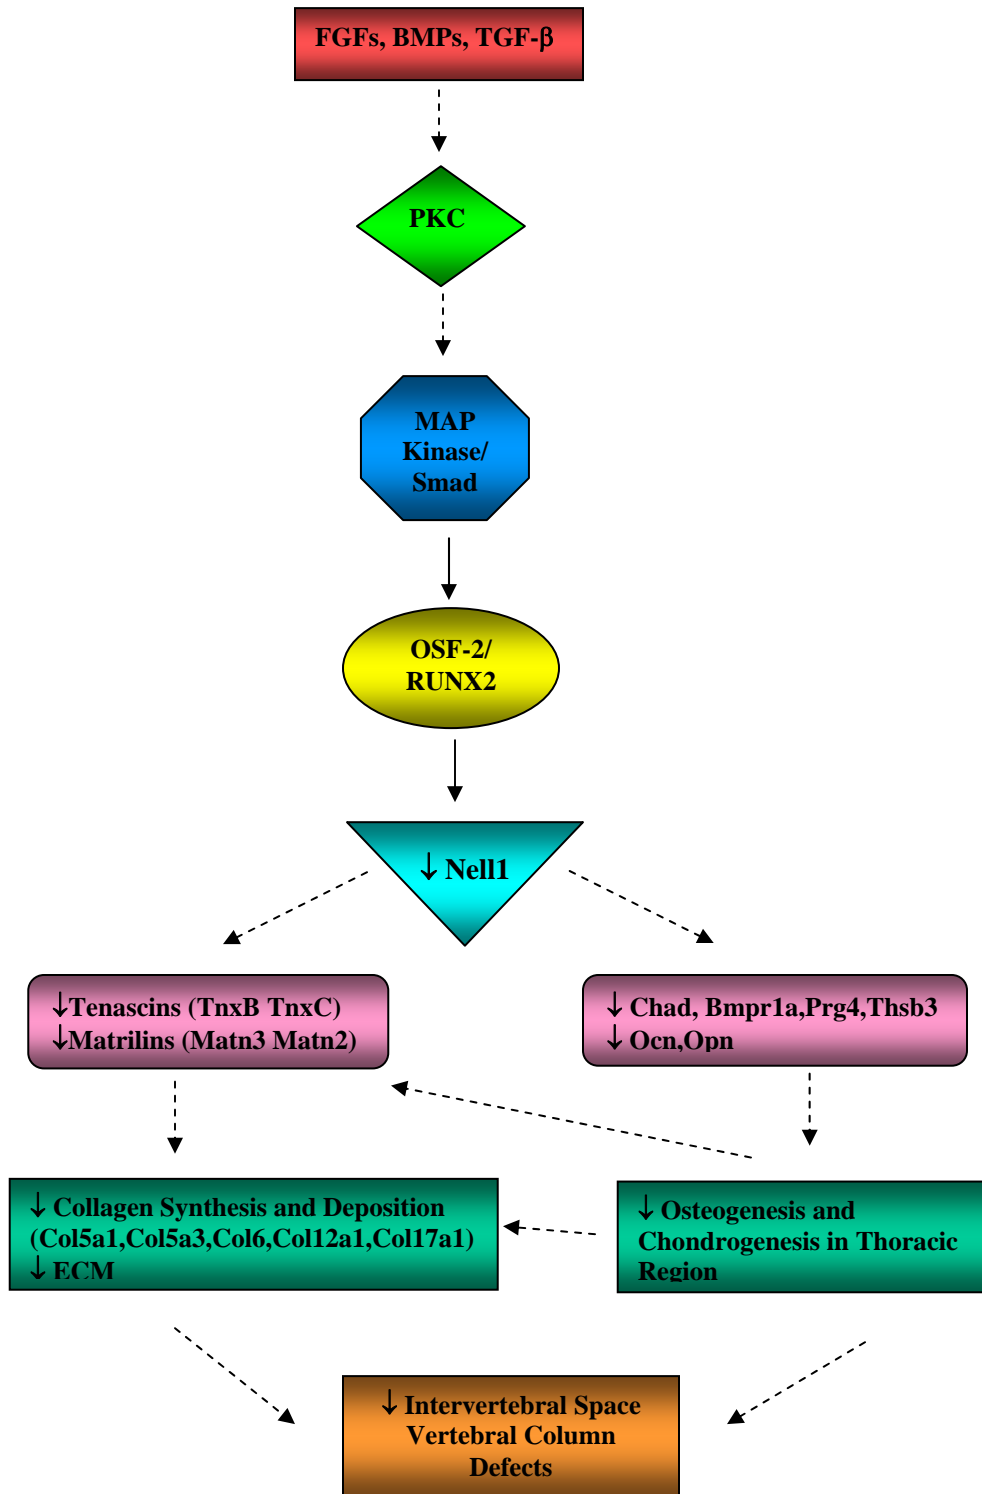 FGFs, BMPs, TGF-β
PKC
MAP
Kinase/
Smad
OSF-2/
RUNX2
↓ Nell1
↓Tenascins (TnxB TnxC)
↓Matrilins (Matn3 Matn2)
↓ Chad, Bmpr1a,Prg4,Thsb3
↓ Ocn,Opn
↓ Collagen Synthesis and Deposition
(Col5a1,Col5a3,Col6,Col12a1,Col17a1)
↓ ECM
↓ Osteogenesis and
Chondrogenesis in Thoracic
Region
↓ Intervertebral Space
Vertebral Column
Defects